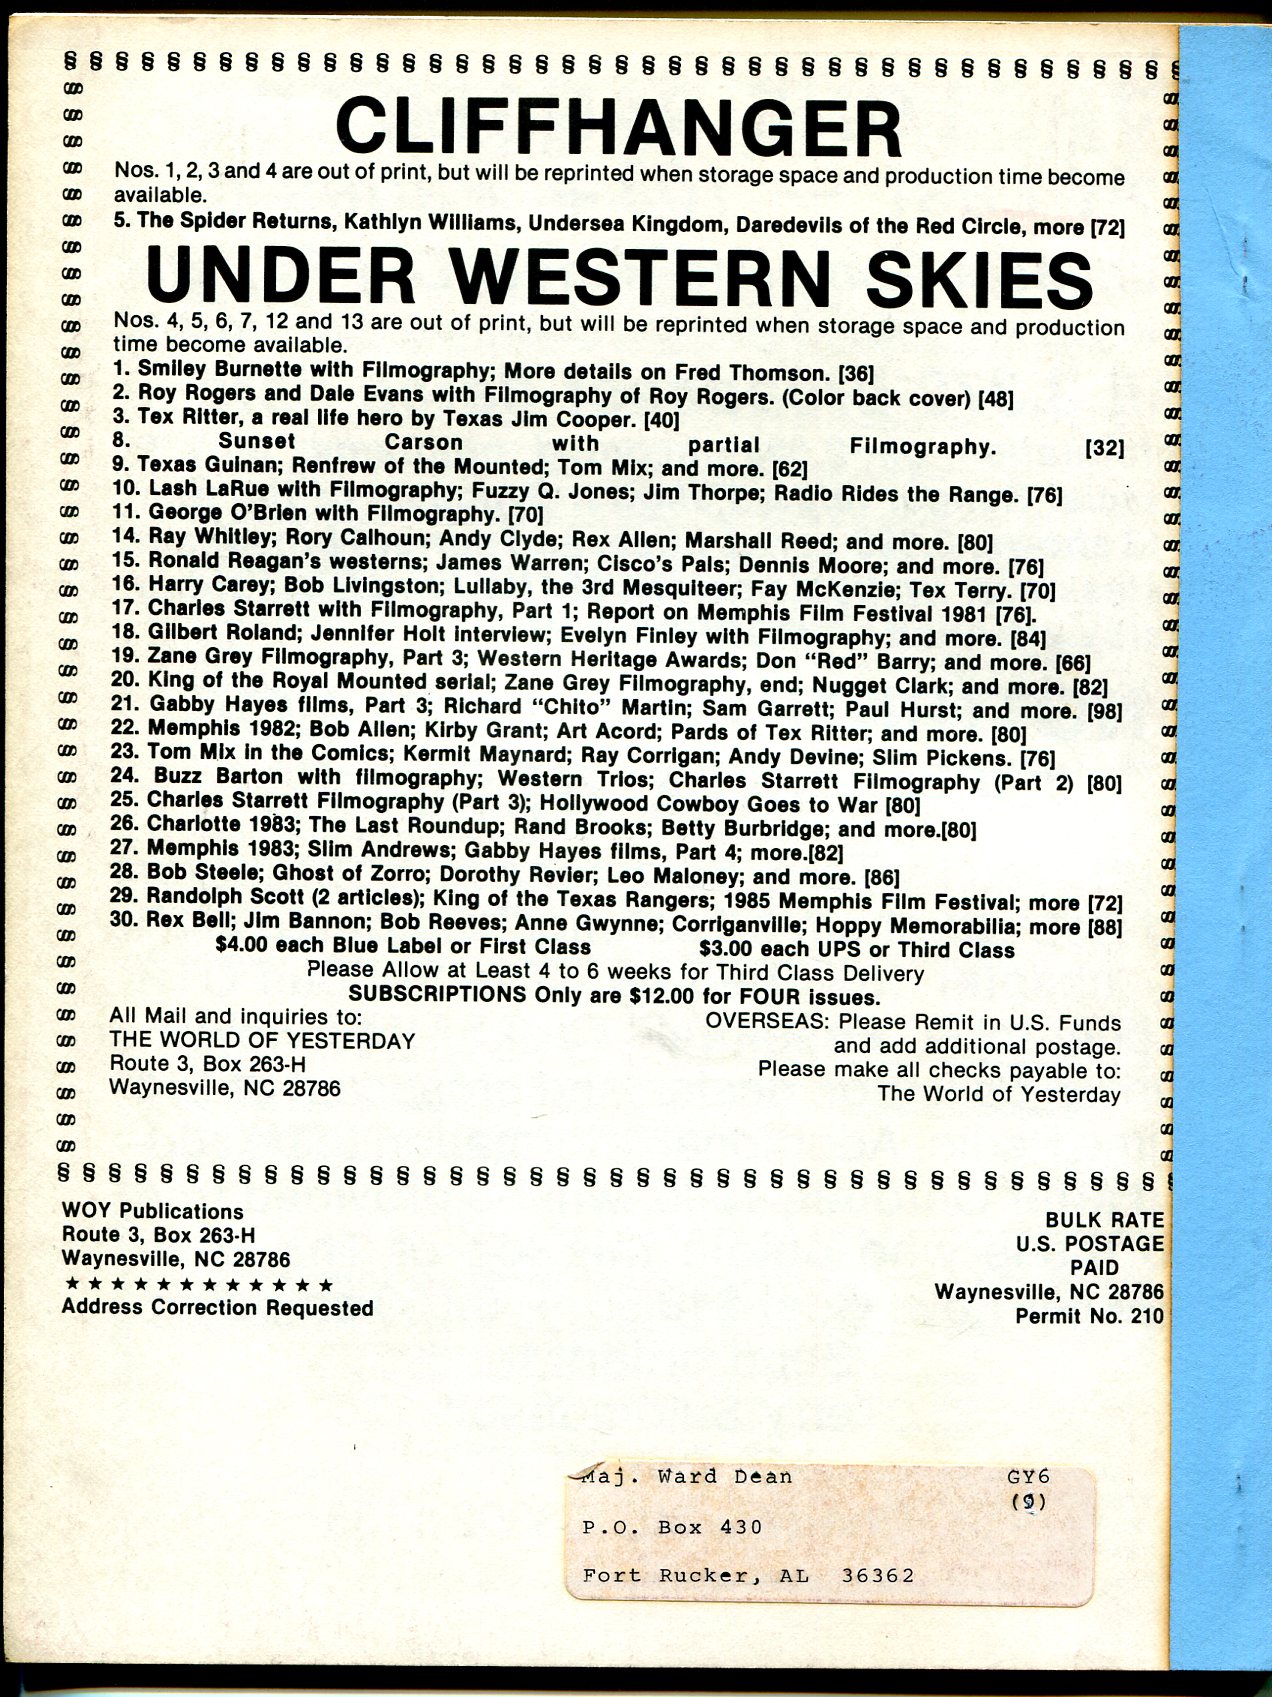 CLIFFHANGER
Nos. 1, 2, 3 and 4 are out of print, but will be reprinted when storage space and production time become
available.
5. The Spider Returns, Kathlyn Williams, Undersea Kingdom, Daredevils of the Red Circle, more [72]
UNDER WESTERN SKIES
Nos. 4, 5, 6, 7, 12 and 13 are out of print, but will be reprinted when storage space and production
time become available.
1. Smiley Burnette with Filmography; More details on Fred Thomson. [36]
2. Roy Rogers and Dale Evans with Filmography of Roy Rogers. (Color back cover) [48]
3. Tex Ritter, a real life hero by Texas Jim Cooper. [40]
8. Sunset Carson with partial Filmography. [32]
9. Texas Guinan; Renfrew of the Mounted; Tom Mix; and more. [62]
10. Lash LaRue with Filmography; Fuzzy Q. Jones; Jim Thorpe; Radio Rides the Range. [76]
11. George O'Brien with Filmography. [70]
14. Ray Whitley; Rory Calhoun; Andy Clyde; Rex Allen; Marshall Reed; and more. [80]
15. Ronald Reagan's westerns; James Warren; Cisco's Pals; Dennis Moore; and more. [76]
16. Harry Carey; Bob Livingston; Lullaby, the 3rd Mesquiteer; Fay McKenzie; Tex Terry. [70]
17. Charles Starrett with Filmography, Part 1; Report on Memphis Film Festival 1981 [76].
18. Gilbert Roland; Jennifer Holt interview; Evelyn Finley with Filmography; and more. [84]
19. Zane Grey Filmography, Part 3; Western Heritage Awards; Don "Red" Barry; and more. [66]
20. King of the Royal Mounted serial; Zane Grey Filmography, end; Nugget Clark; and more. [82]
21. Gabby Hayes films, Part 3; Richard "Chito" Martin; Sam Garrett; Paul Hurst; and more. [98]
22. Memphis 1982; Bob Allen; Kirby Grant; Art Acord; Pards of Tex Ritter; and more. [80]
23. Tom Mix in the Comics; Kermit Maynard; Ray Corrigan; Andy Devine; Slim Pickens. [76]
24. Buzz Barton with filmography; Western Trios; Charles Starrett Filmography (Part 2) [80]
25. Charles Starrett Filmography (Part 3); Hollywood Cowboy Goes to War [80]
26. Charlotte 1983; The Last Roundup; Rand Brooks; Betty Burbridge; and more.[80]
27. Memphis 1983; Slim Andrews; Gabby Hayes films, Part 4; more.[82]
28. Bob Steele; Ghost of Zorro; Dorothy Revier; Leo Maloney; and more. [86]
29. Randolph Scott (2 articles); King of the Texas Rangers; 1985 Memphis Film Festival; more [72]
30. Rex Bell; Jim Bannon; Bob Reeves; Anne Gwynne; Corriganville; Hoppy Memorabilia; more [88]
$4.00 each Blue Label or First Class $3.00 each UPS or Third Class
Please Allow at Least 4 to 6 weeks for Third Class Delivery
SUBSCRIPTIONS Only are $12.00 for FOUR issues.
All Mail and inquiries to:
THE WORLD OF YESTERDAY
Route 3, Box 263-H
Waynesville, NC 28786
OVERSEAS: Please Remit in U.S. Funds
and add additional postage.
Please make all checks payable to:
The World of Yesterday
WOY Publications
Route 3, Box 263-H
Waynesville, NC 28786
★★★★★★★★★★★★
Address Correction Requested
BULK RATE
U.S. POSTAGE
PAID
Waynesville, NC 28786
Permit No. 210
Maj. Ward Dean GY6
(9)
P.O. Box 430
Fort Rucker, AL 36362